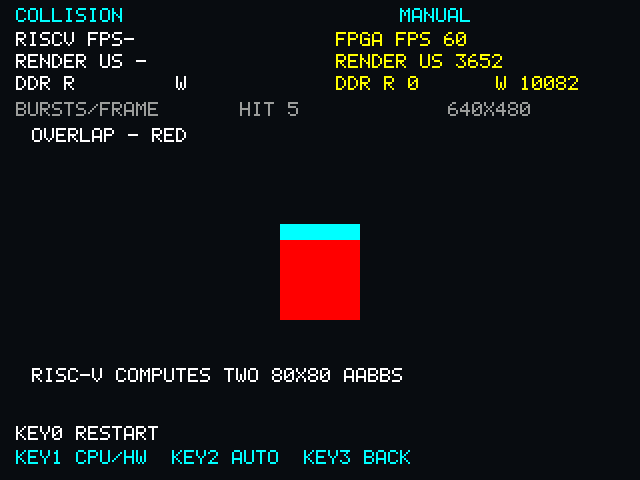 COLLISION MANUAL
RISCV FPS- FPGA FPS 60
RENDER US - RENDER US 3652
DDR R W DDR R 0 W 10082
BURSTS/FRAME HIT 5 640X480
OVERLAP - RED
RISC-V COMPUTES TWO 80X80 AABBS
KEY0 RESTART
KEY1 CPU/HW KEY2 AUTO KEY3 BACK